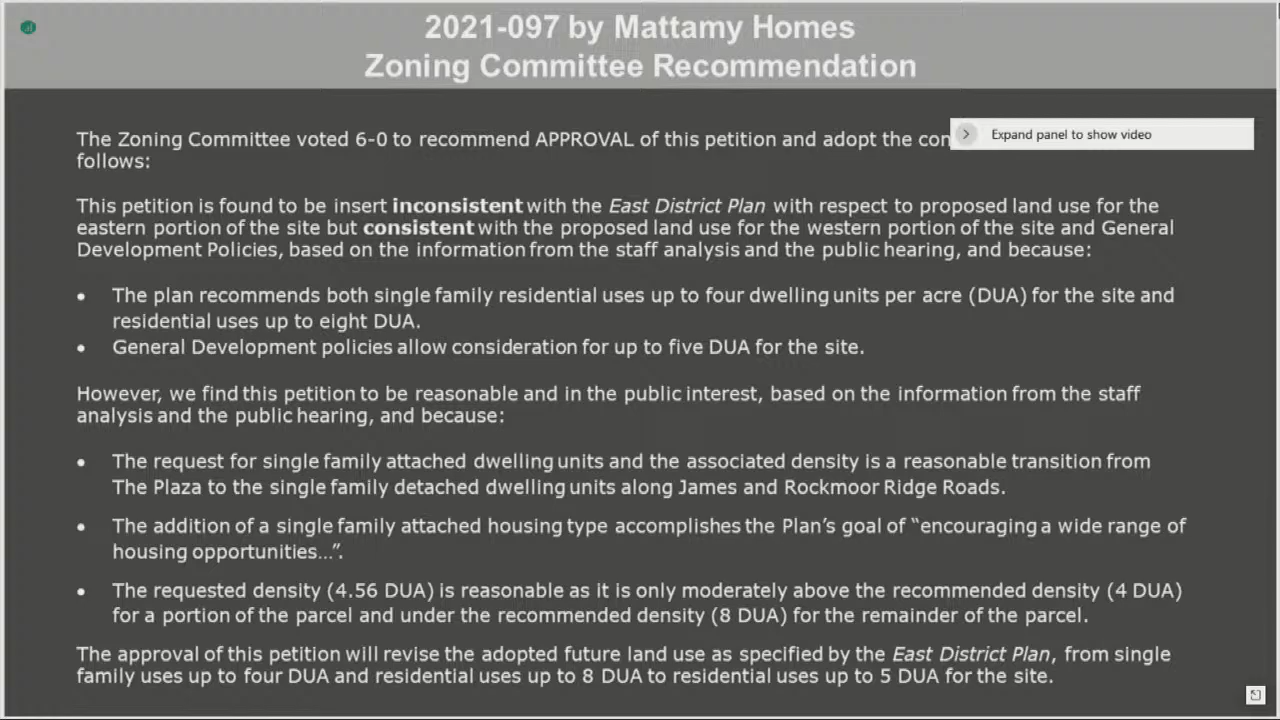 2021-097 by Mattamy Homes
Zoning Committee Recommendation
The Zoning Committee voted 6-0 to recommend APPROVAL of this petition and adopt the
Expand panel to show video
follows:
This petition is found to be insert inconsistent with the East District Plan with respect to proposed land use for the
eastern portion of the site but consistent with the proposed land use for the western portion of the site and General
Development Policies, based on the information from the staff analysis and the public hearing, and because:
• The plan recommends both single family residential uses up to four dwelling units per acre (DUA) for the site and
residential uses up to eight DUA.
• General Development policies allow consideration for up to five DUA for the site.
However, we find this petition to be reasonable and in the public interest, based on the information from the staff
analysis and the public hearing, and because:
• The request for single family attached dwelling units and the associated density is a reasonable transition from
The Plaza to the single family detached dwelling units along James and Rockmoor Ridge Roads.
• The addition of a single family attached housing type accomplishes the Plan's goal of “encouraging a wide range of
housing opportunities…”.
• The requested density (4.56 DUA) is reasonable as it is only moderately above the recommended density (4 DUA)
for a portion of the parcel and under the recommended density (8 DUA) for the remainder of the parcel.
The approval of this petition will revise the adopted future land use as specified by the East District Plan, from single
family uses up to four DUA and residential uses up to 8 DUA to residential uses up to 5 DUA for the site.